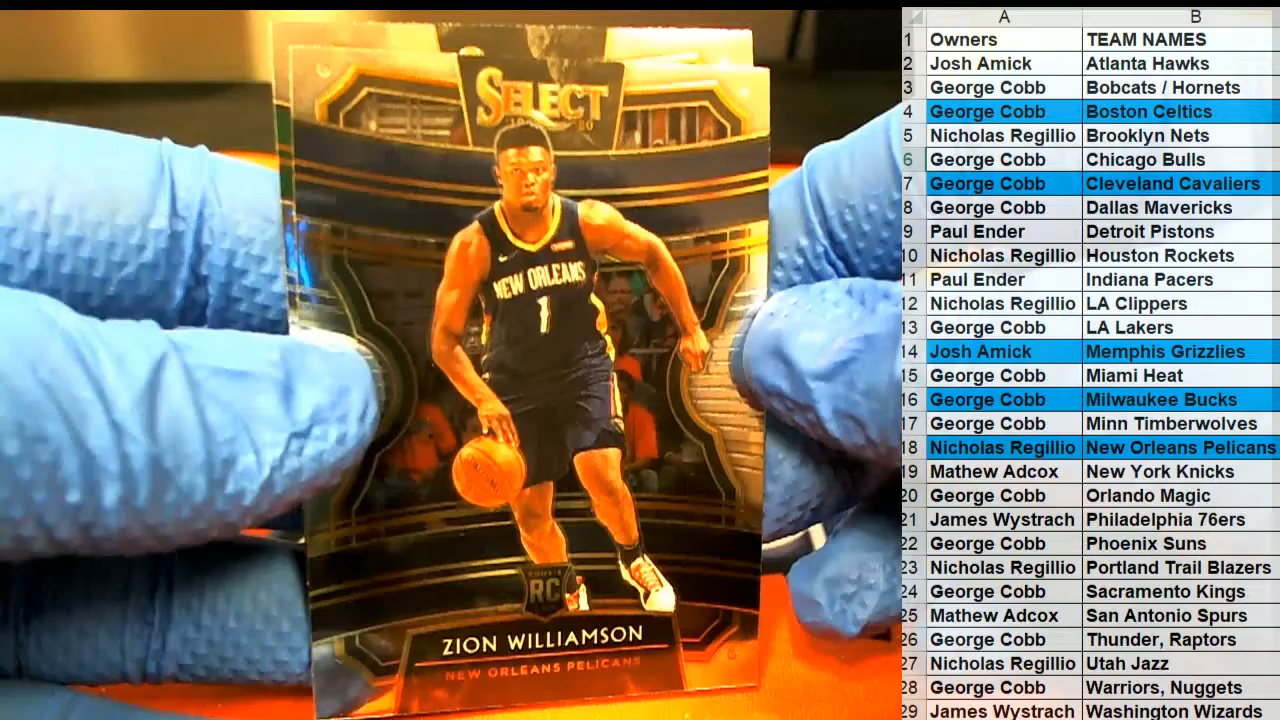 SELECT
NEW ORLEANS
1
ROOKIE
RC
ZION WILLIAMSON
NEW ORLEANS PELICANS
A B
1 Owners TEAM NAMES
2 Josh Amick Atlanta Hawks
3 George Cobb Bobcats / Hornets
4 George Cobb Boston Celtics
5 Nicholas Regillio Brooklyn Nets
6 George Cobb Chicago Bulls
7 George Cobb Cleveland Cavaliers
8 George Cobb Dallas Mavericks
9 Paul Ender Detroit Pistons
10 Nicholas Regillio Houston Rockets
11 Paul Ender Indiana Pacers
12 Nicholas Regillio LA Clippers
13 George Cobb LA Lakers
14 Josh Amick Memphis Grizzlies
15 George Cobb Miami Heat
16 George Cobb Milwaukee Bucks
17 George Cobb Minn Timberwolves
18 Nicholas Regillio New Orleans Pelicans
19 Mathew Adcox New York Knicks
20 George Cobb Orlando Magic
21 James Wystrach Philadelphia 76ers
22 George Cobb Phoenix Suns
23 Nicholas Regillio Portland Trail Blazers
24 George Cobb Sacramento Kings
25 Mathew Adcox San Antonio Spurs
26 George Cobb Thunder, Raptors
27 Nicholas Regillio Utah Jazz
28 George Cobb Warriors, Nuggets
29 James Wystrach Washington Wizards